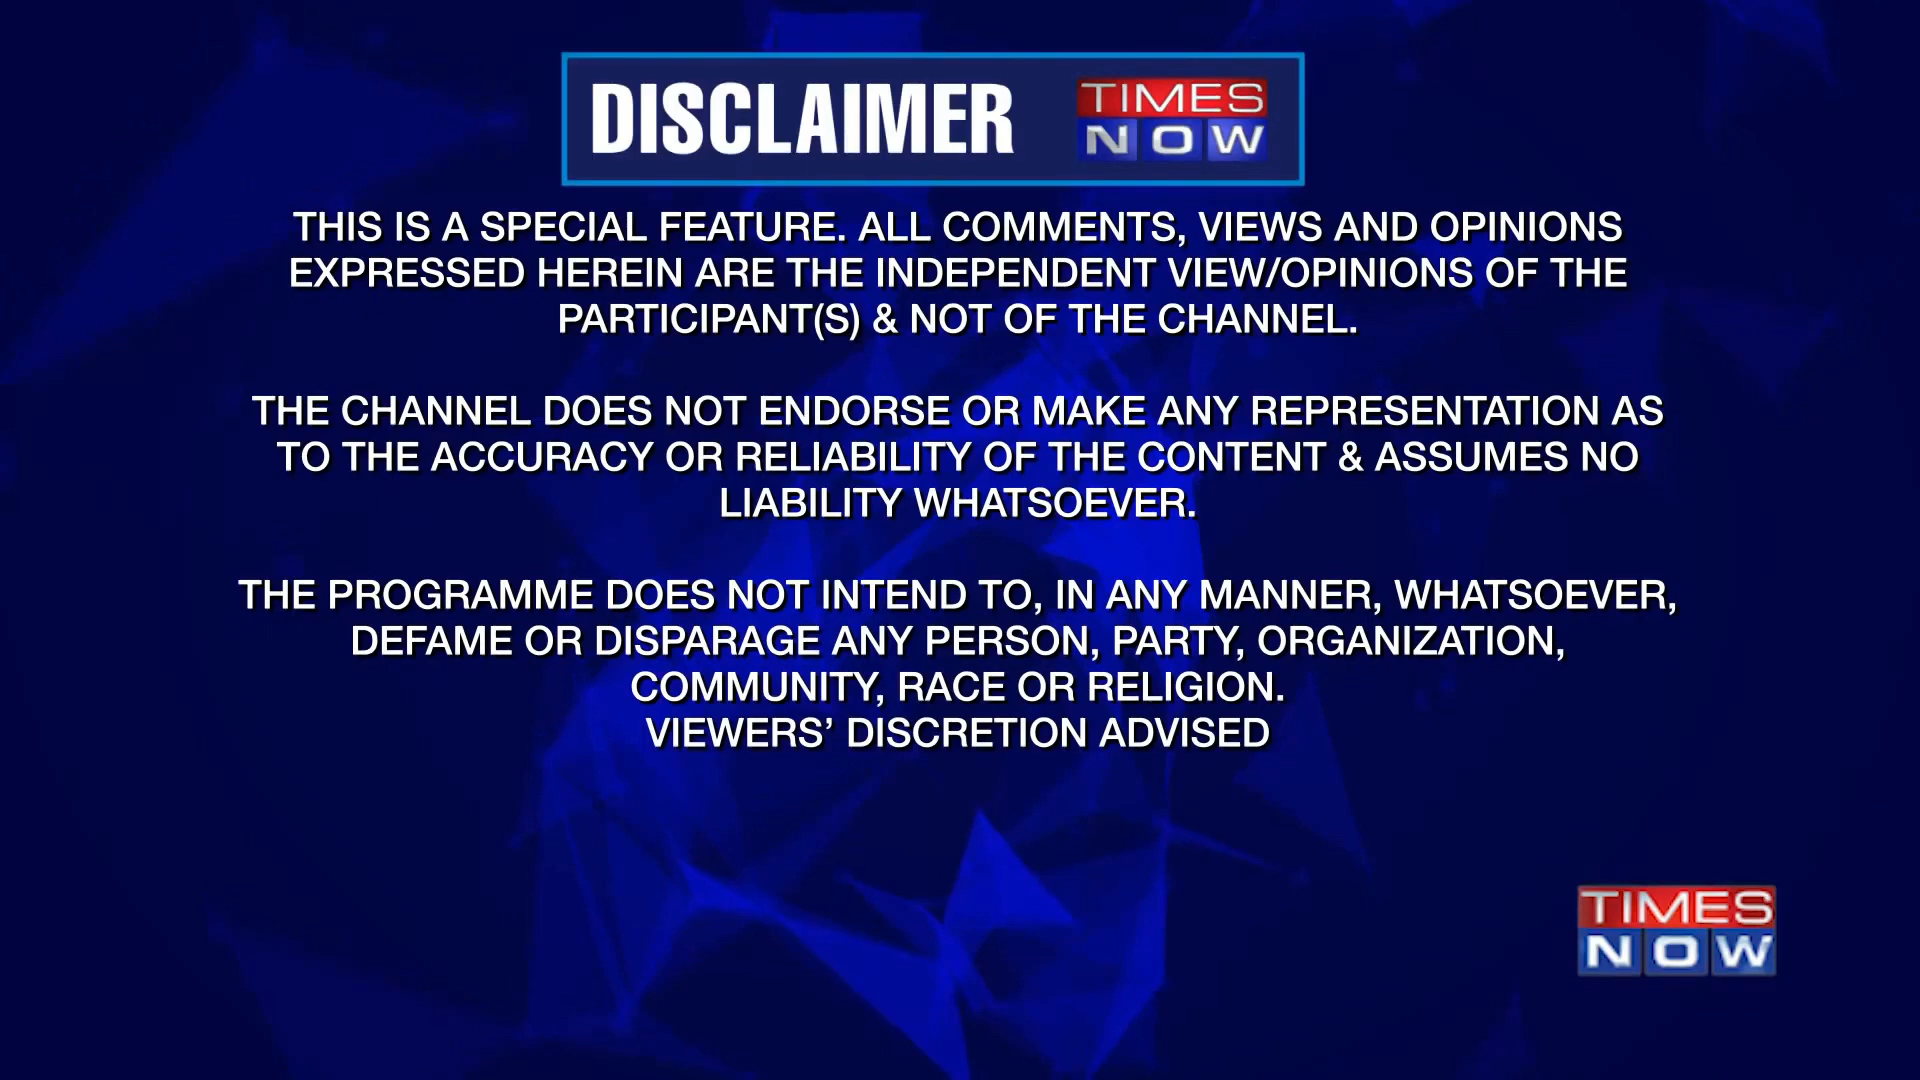 DISCLAIMER
TIMES
NOW
THIS IS A SPECIAL FEATURE. ALL COMMENTS, VIEWS AND OPINIONS
EXPRESSED HEREIN ARE THE INDEPENDENT VIEW/OPINIONS OF THE
PARTICIPANT(S) & NOT OF THE CHANNEL.
THE CHANNEL DOES NOT ENDORSE OR MAKE ANY REPRESENTATION AS
TO THE ACCURACY OR RELIABILITY OF THE CONTENT & ASSUMES NO
LIABILITY WHATSOEVER.
THE PROGRAMME DOES NOT INTEND TO, IN ANY MANNER, WHATSOEVER,
DEFAME OR DISPARAGE ANY PERSON, PARTY, ORGANIZATION,
COMMUNITY, RACE OR RELIGION.
VIEWERS’ DISCRETION ADVISED
TIMES
NOW